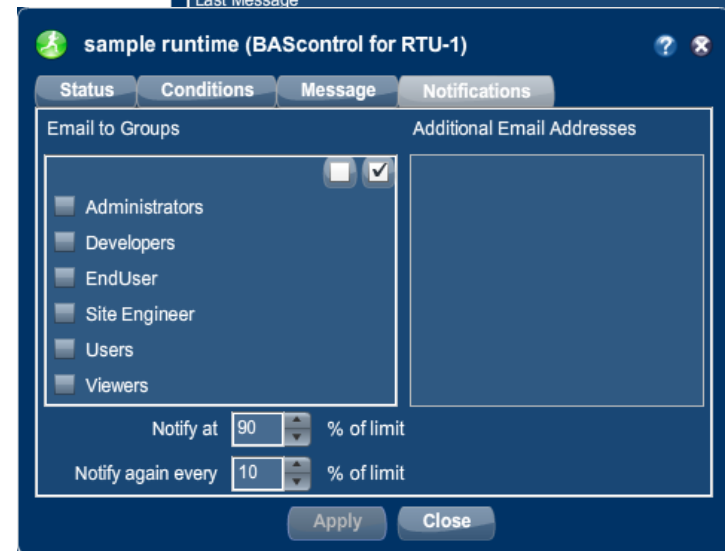 Last Message
sample runtime (BAScontrol for RTU-1)
Status Conditions Message Notifications
Email to Groups Additional Email Addresses
Administrators
Developers
EndUser
Site Engineer
Users
Viewers
Notify at 90 % of limit
Notify again every 10 % of limit
Apply Close